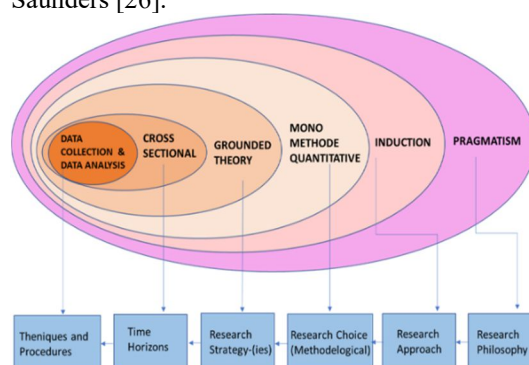 Saunders [26].
DATA
COLLECTION &
DATA ANALYSIS
CROSS
SECTIONAL
GROUNDED
THEORY
MONO
METHODE
QUANTITATIVE
INDUCTION
PRAGMATISM
Theniques and
Procedures
Time
Horizons
Research
Strategy-(ies)
Research Choice
(Methodelogical)
Research
Approach
Research
Philosophy